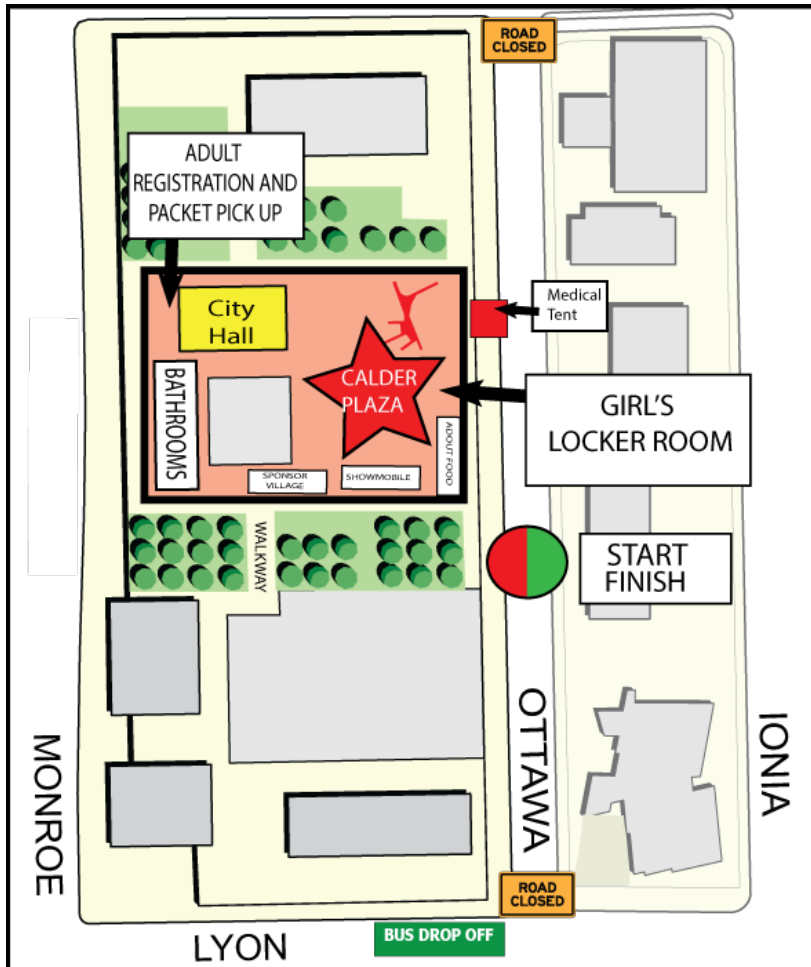 ROAD
CLOSED
ADULT
REGISTRATION AND
PACKET PICK UP
City
Hall
Medical
Tent
BATHROOMS
CALDER
PLAZA
GIRL'S
LOCKER ROOM
ADOUT FOOD
SPONSOR
VILLAGE
SHOWMOBILE
WALKWAY
START
FINISH
MONROE
OTTAWA
IONIA
ROAD
CLOSED
LYON
BUS DROP OFF